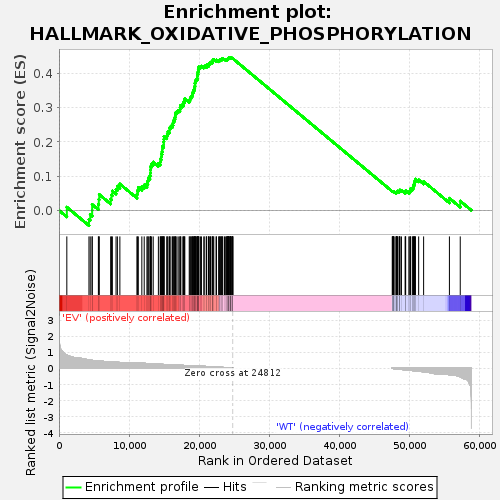 Enrichment plot:
HALLMARK_OXIDATIVE_PHOSPHORYLATION
Enrichment score (ES)
0.4
0.3
0.2
0.1
0.0
'EV' (positively correlated)
Ranked list metric (Signal2Noise)
3
2
1
0
-1
-2
-3
-4
Zero cross at 24812
'WT' (negatively correlated)
0
10,000
20,000
30,000
40,000
50,000
60,000
Rank in Ordered Dataset
Enrichment profile
Hits
Ranking metric scores